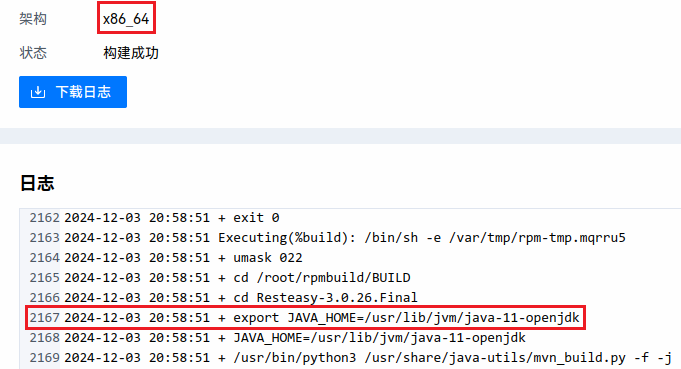 架构 x86_64
状态 构建成功
下载日志
日志
2162 2024-12-03 20:58:51 + exit 0
2163 2024-12-03 20:58:51 Executing(%build): /bin/sh -e /var/tmp/rpm-tmp.mqrru5
2164 2024-12-03 20:58:51 + umask 022
2165 2024-12-03 20:58:51 + cd /root/rpmbuild/BUILD
2166 2024-12-03 20:58:51 + cd Resteasy-3.0.26.Final
2167 2024-12-03 20:58:51 + export JAVA_HOME=/usr/lib/jvm/java-11-openjdk
2168 2024-12-03 20:58:51 + JAVA_HOME=/usr/lib/jvm/java-11-openjdk
2169 2024-12-03 20:58:51 + /usr/bin/python3 /usr/share/java-utils/mvn_build.py -f -j